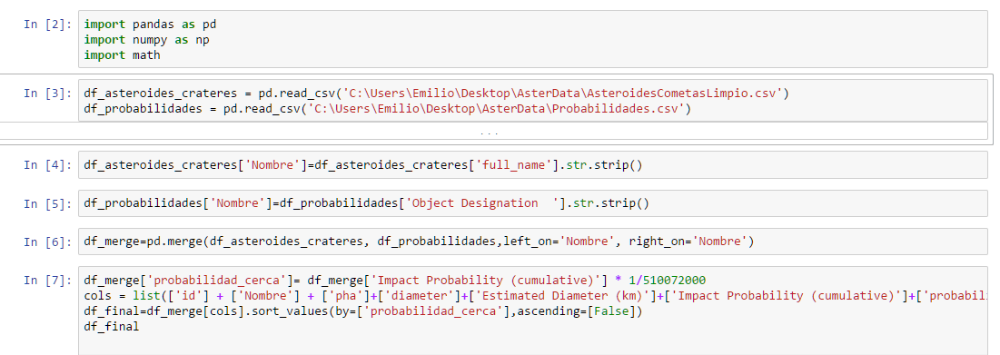 In [2]: import pandas as pd
import numpy as np
import math
In [3]: df_asteroides_crateres = pd.read_csv('C:\Users\Emilio\Desktop\AsterData\AsteroidesCometasLimpio.csv')
df_probabilidades = pd.read_csv('C:\Users\Emilio\Desktop\AsterData\Probabilidades.csv')
...
In [4]: df_asteroides_crateres['Nombre']=df_asteroides_crateres['full_name'].str.strip()
In [5]: df_probabilidades['Nombre']=df_probabilidades['Object Designation  '].str.strip()
In [6]: df_merge=pd.merge(df_asteroides_crateres, df_probabilidades,left_on='Nombre', right_on='Nombre')
In [7]: df_merge['probabilidad_cerca']= df_merge['Impact Probability (cumulative)'] * 1/510072000
cols = list(['id'] + ['Nombre'] + ['pha']+['diameter']+['Estimated Diameter (km)']+['Impact Probability (cumulative)']+['probabil
df_final=df_merge[cols].sort_values(by=['probabilidad_cerca'],ascending=[False])
df_final